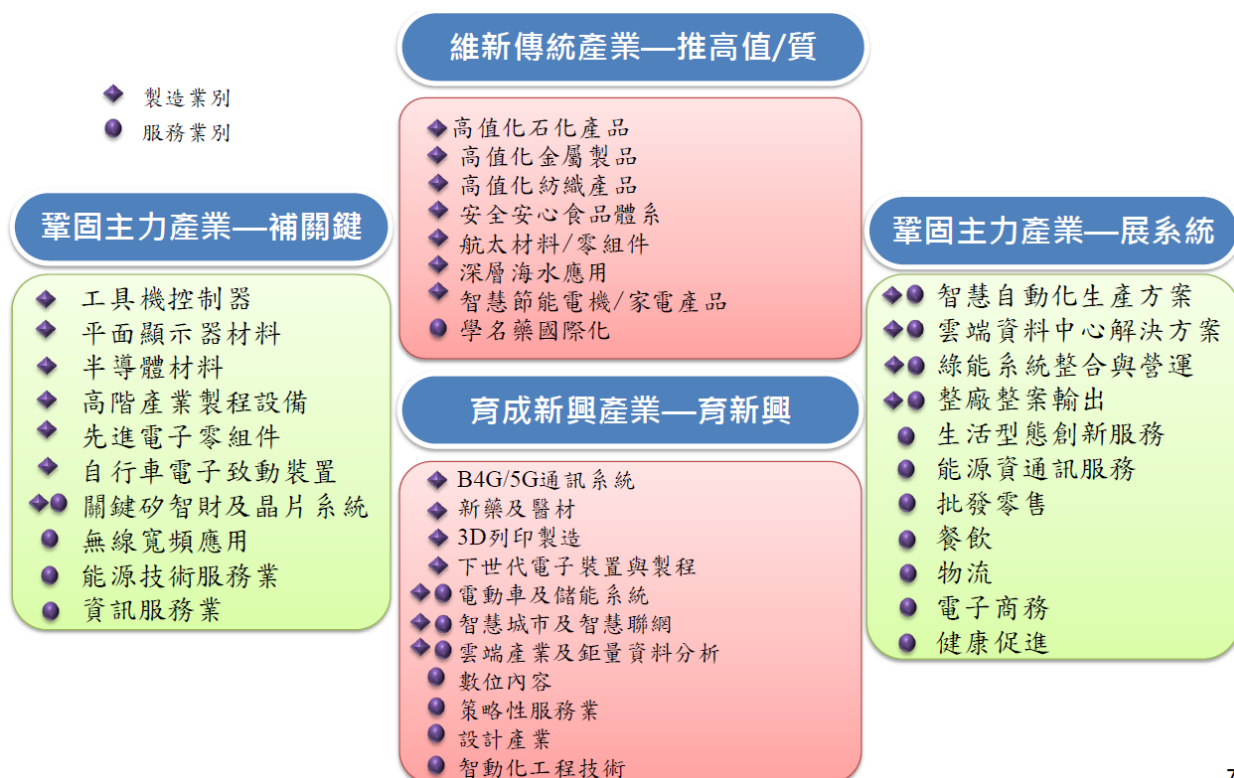 維新傳統產業—推高值/質
製造業別
服務業別
高值化石化產品
高值化金屬製品
高值化紡織產品
安全安心食品體系
航太材料/零組件
深層海水應用
智慧節能電機/家電產品
學名藥國際化
鞏固主力產業—補關鍵
工具機控制器
平面顯示器材料
半導體材料
高階產業製程設備
先進電子零組件
自行車電子致動裝置
關鍵矽智財及晶片系統
無線寬頻應用
能源技術服務業
資訊服務業
育成新興產業—育新興
B4G/5G通訊系統
新藥及醫材
3D列印製造
下世代電子裝置與製程
電動車及儲能系統
智慧城市及智慧聯網
雲端產業及鉅量資料分析
數位內容
策略性服務業
設計產業
智動化工程技術
鞏固主力產業—展系統
智慧自動化生產方案
雲端資料中心解決方案
綠能系統整合與營運
整廠整案輸出
生活型態創新服務
能源資通訊服務
批發零售
餐飲
物流
電子商務
健康促進
7